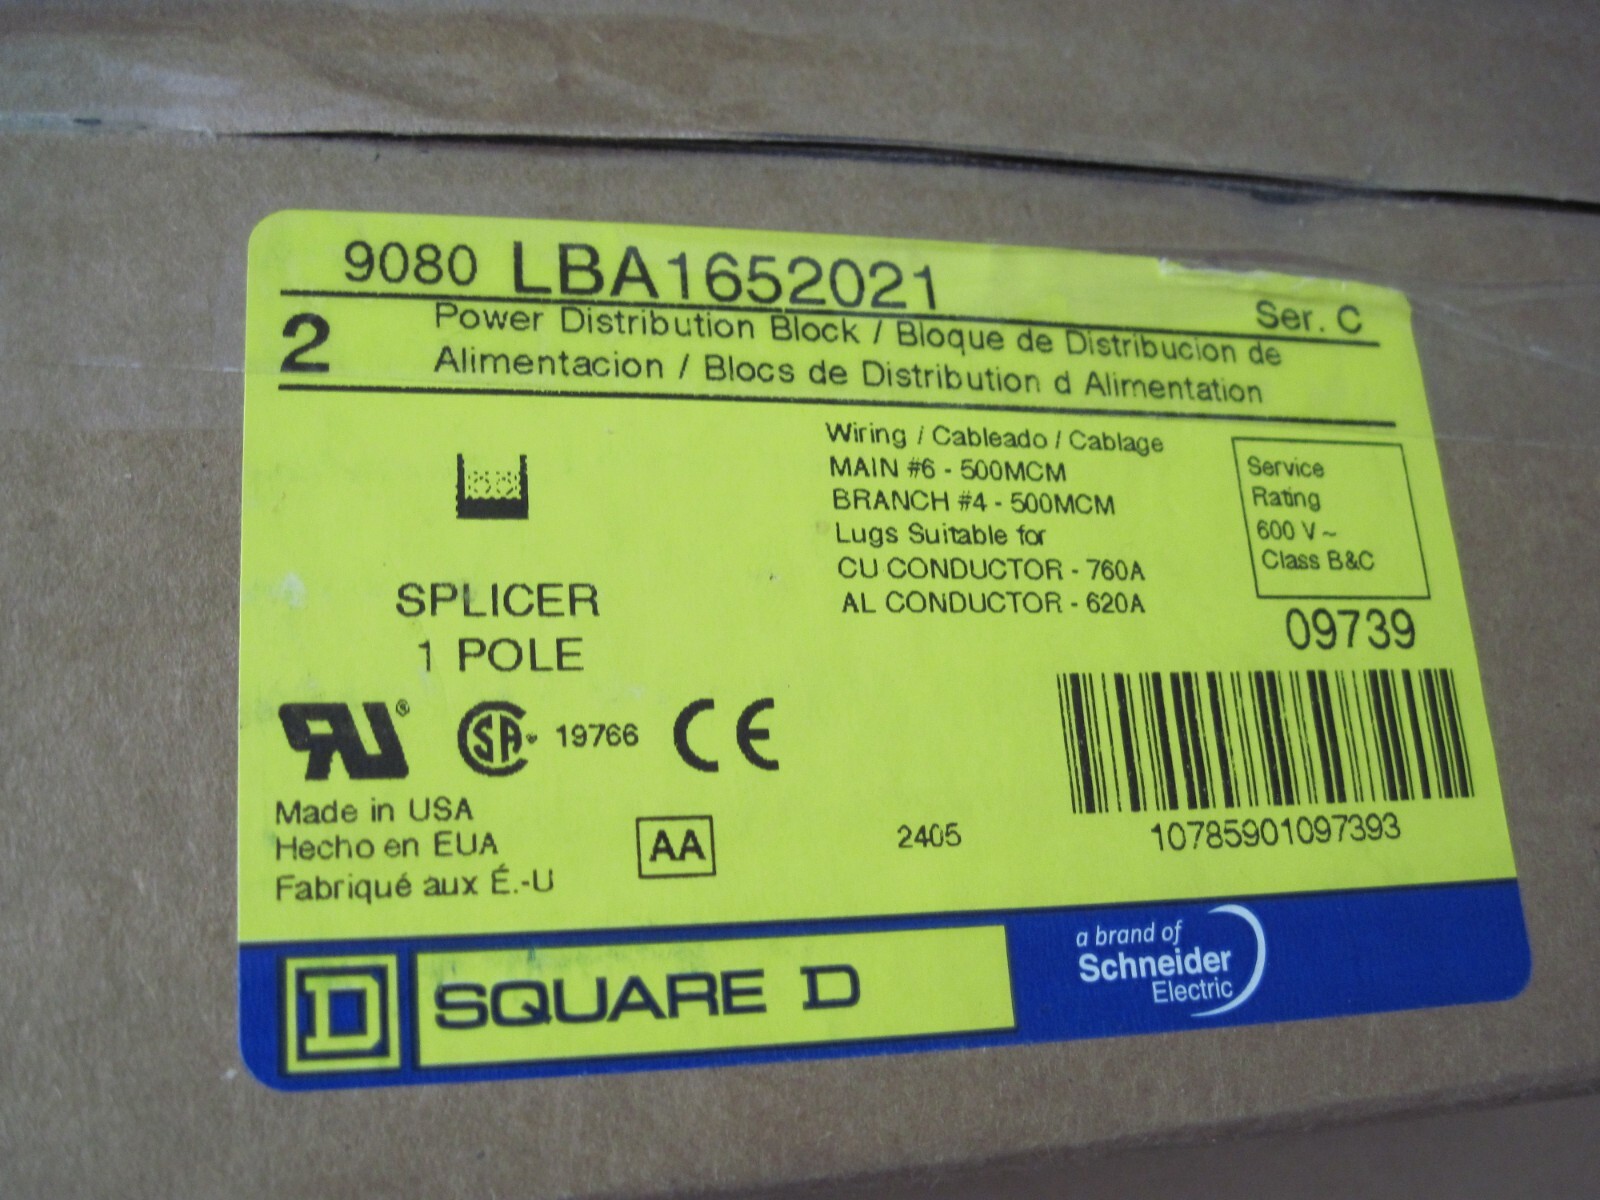 9080 LBA1652021
Ser. C
2
Power Distribution Block / Bloque de Distribucion de
Alimentacion / Blocs de Distribution d Alimentation
Wiring / Cableado / Cablage
MAIN #6 - 500MCM
BRANCH #4 - 500MCM
Lugs Suitable for
CU CONDUCTOR - 760A
AL CONDUCTOR - 620A
Service
Rating
600 V ~
Class B&C
09739
SPLICER
1 POLE
RU®
SA 19766 CE
Made in USA
Hecho en EUA
Fabriqué aux É.-U
AA
2405
10785901097393
D SQUARE D
a brand of
Schneider
Electric